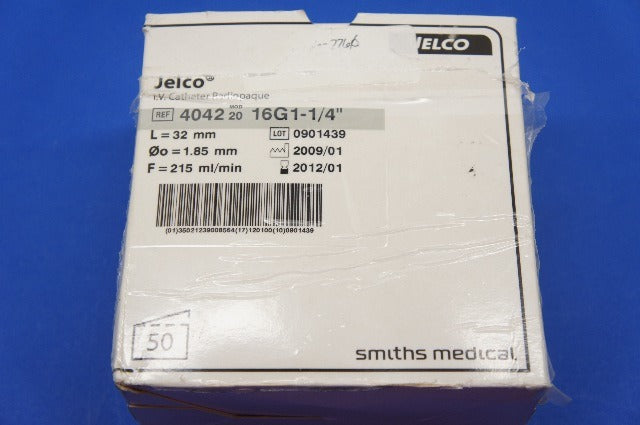 JELCO
Jelco®
I.V. Catheter Radiopaque
REF 4042 MOD 20 16G1-1/4"
L = 32 mm LOT 0901439
Øo = 1.85 mm 2009/01
F = 215 ml/min 2012/01
(01)35021239008564(17)120100(10)0901439
50
smiths medical